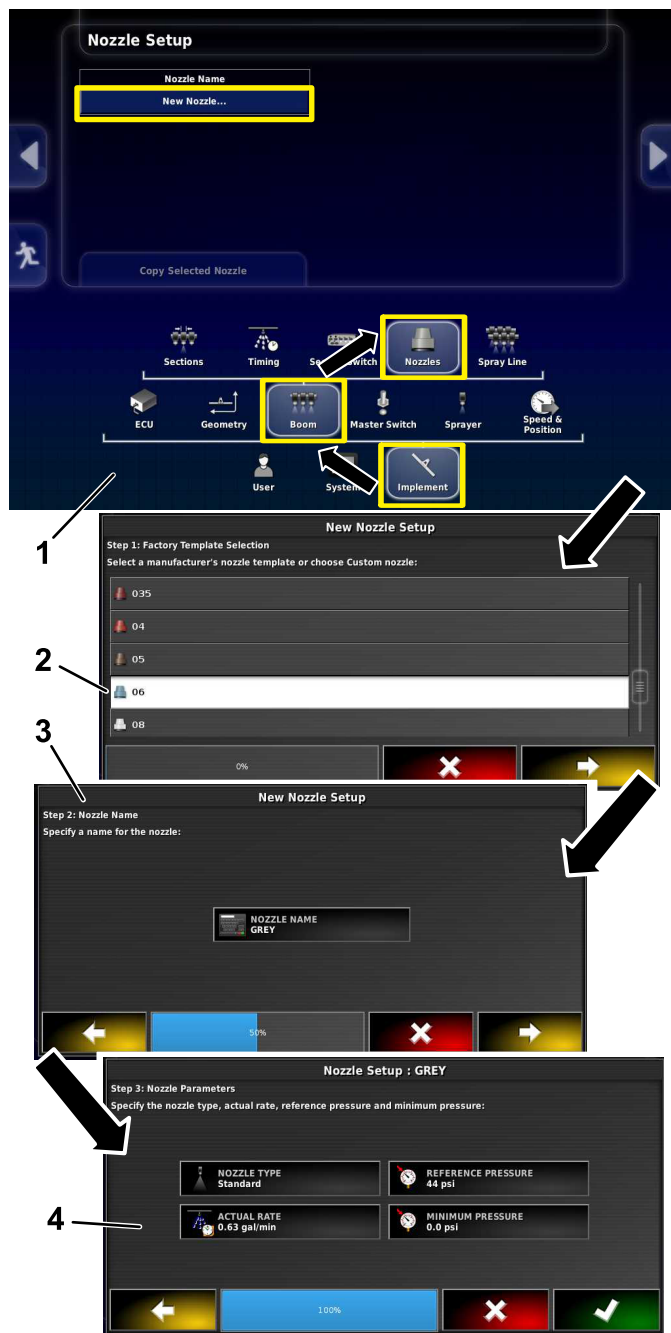 Nozzle Setup
Nozzle Name
New Nozzle...
Copy Selected Nozzle
Sections
Timing
Se
witch
Nozzles
Spray Line
ECU
Geometry
Boom
Master Switch
Sprayer
Speed &
Position
User
System
Implement
1
New Nozzle Setup
Step 1: Factory Template Selection
Select a manufacturer's nozzle template or choose Custom nozzle:
035
04
05
2
06
08
0%
3
New Nozzle Setup
Step 2: Nozzle Name
Specify a name for the nozzle:
NOZZLE NAME
GREY
50%
Nozzle Setup : GREY
Step 3: Nozzle Parameters
Specify the nozzle type, actual rate, reference pressure and minimum pressure:
NOZZLE TYPE
Standard
REFERENCE PRESSURE
44 psi
4
ACTUAL RATE
0.63 gal/min
MINIMUM PRESSURE
0.0 psi
100%